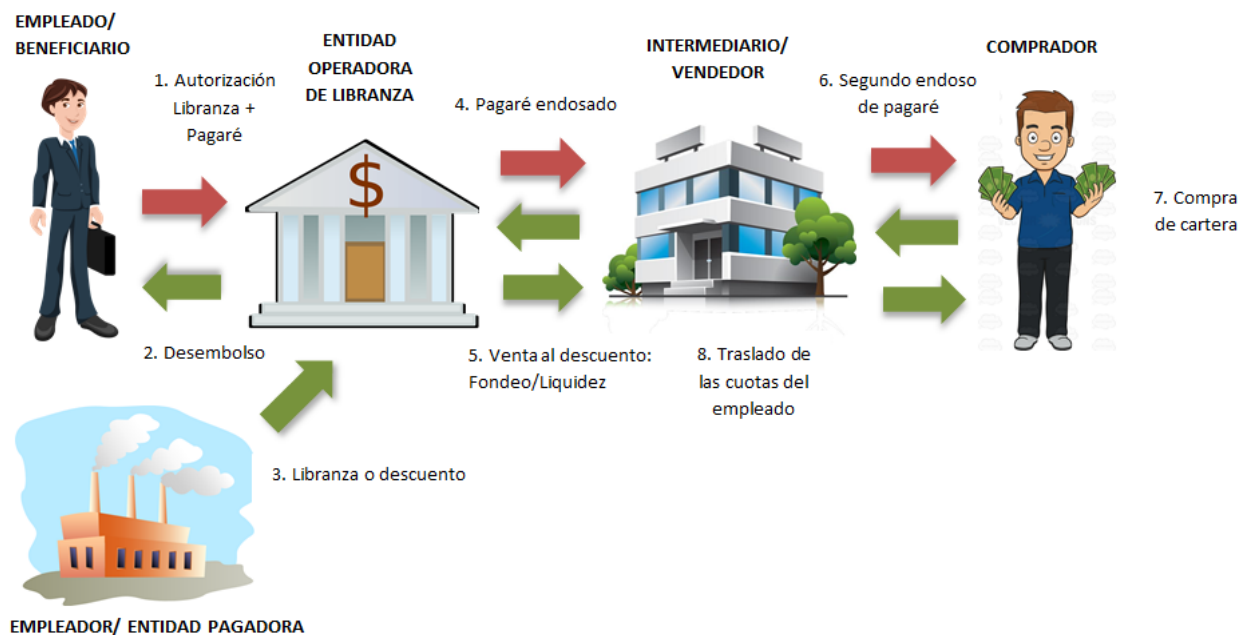 EMPLEADO/
BENEFICIARIO
1. Autorización
Libranza +
Pagaré
ENTIDAD
OPERADORA
DE LIBRANZA
$
4. Pagaré endosado
INTERMEDIARIO/
VENDEDOR
6. Segundo endoso
de pagaré
COMPRADOR
7. Compra
de cartera
2. Desembolso
5. Venta al descuento:
Fondeo/Liquidez
8. Traslado de
las cuotas del
empleado
3. Libranza o descuento
EMPLEADOR/ ENTIDAD PAGADORA